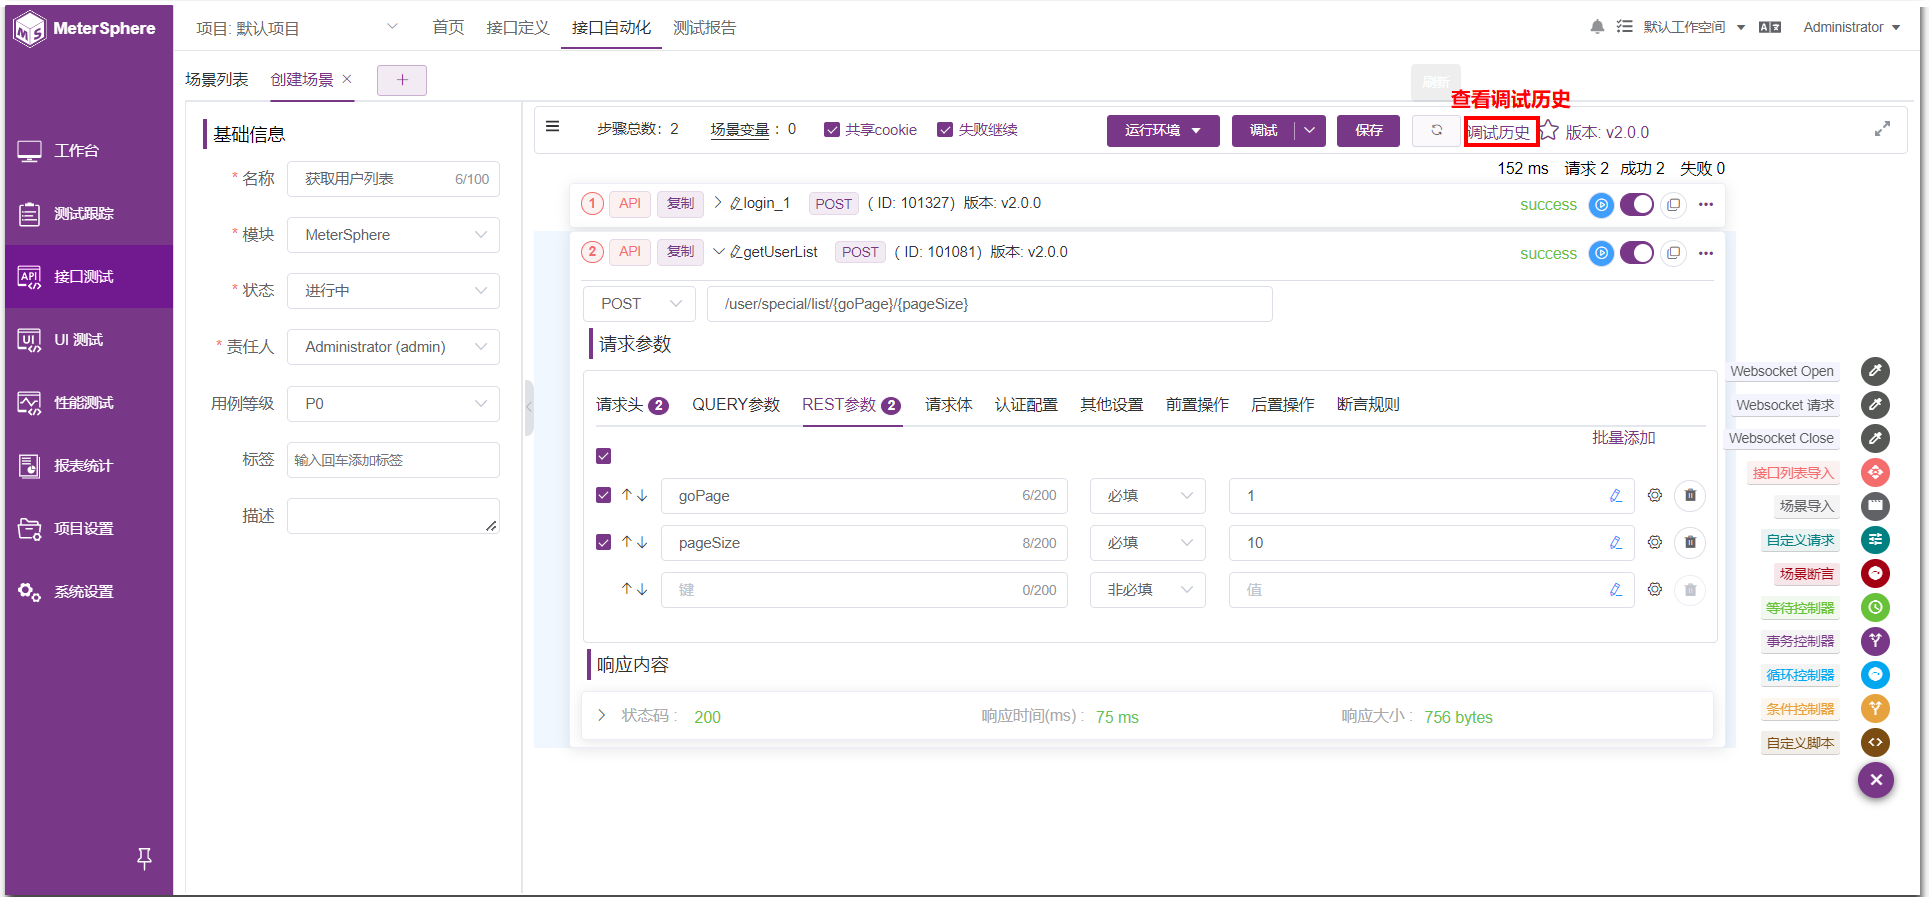 MeterSphere
项目: 默认项目
首页
接口定义
接口自动化
测试报告
默认工作空间
Administrator
场景列表
创建场景
刷新
查看调试历史
工作台
测试跟踪
接口测试
UI 测试
性能测试
报表统计
项目设置
系统设置
基础信息
* 名称
获取用户列表
6/100
* 模块
MeterSphere
* 状态
进行中
* 责任人
Administrator (admin)
用例等级
P0
标签
输入回车添加标签
描述
步骤总数: 2
场景变量 : 0
共享cookie
失败继续
运行环境
调试
保存
调试历史
版本: v2.0.0
152 ms 请求 2 成功 2 失败 0
1 API 复制 login_1 POST ( ID: 101327) 版本: v2.0.0 success
2 API 复制 getUserList POST ( ID: 101081) 版本: v2.0.0 success
POST
/user/special/list/{goPage}/{pageSize}
请求参数
请求头 2 QUERY参数 REST参数 2 请求体 认证配置 其他设置 前置操作 后置操作 断言规则
批量添加
goPage 6/200 必填 1
pageSize 8/200 必填 10
键 0/200 非必填 值
响应内容
状态码 : 200 响应时间(ms) : 75 ms 响应大小 : 756 bytes
Websocket Open
Websocket 请求
Websocket Close
接口列表导入
场景导入
自定义请求
场景断言
等待控制器
事务控制器
循环控制器
条件控制器
自定义脚本